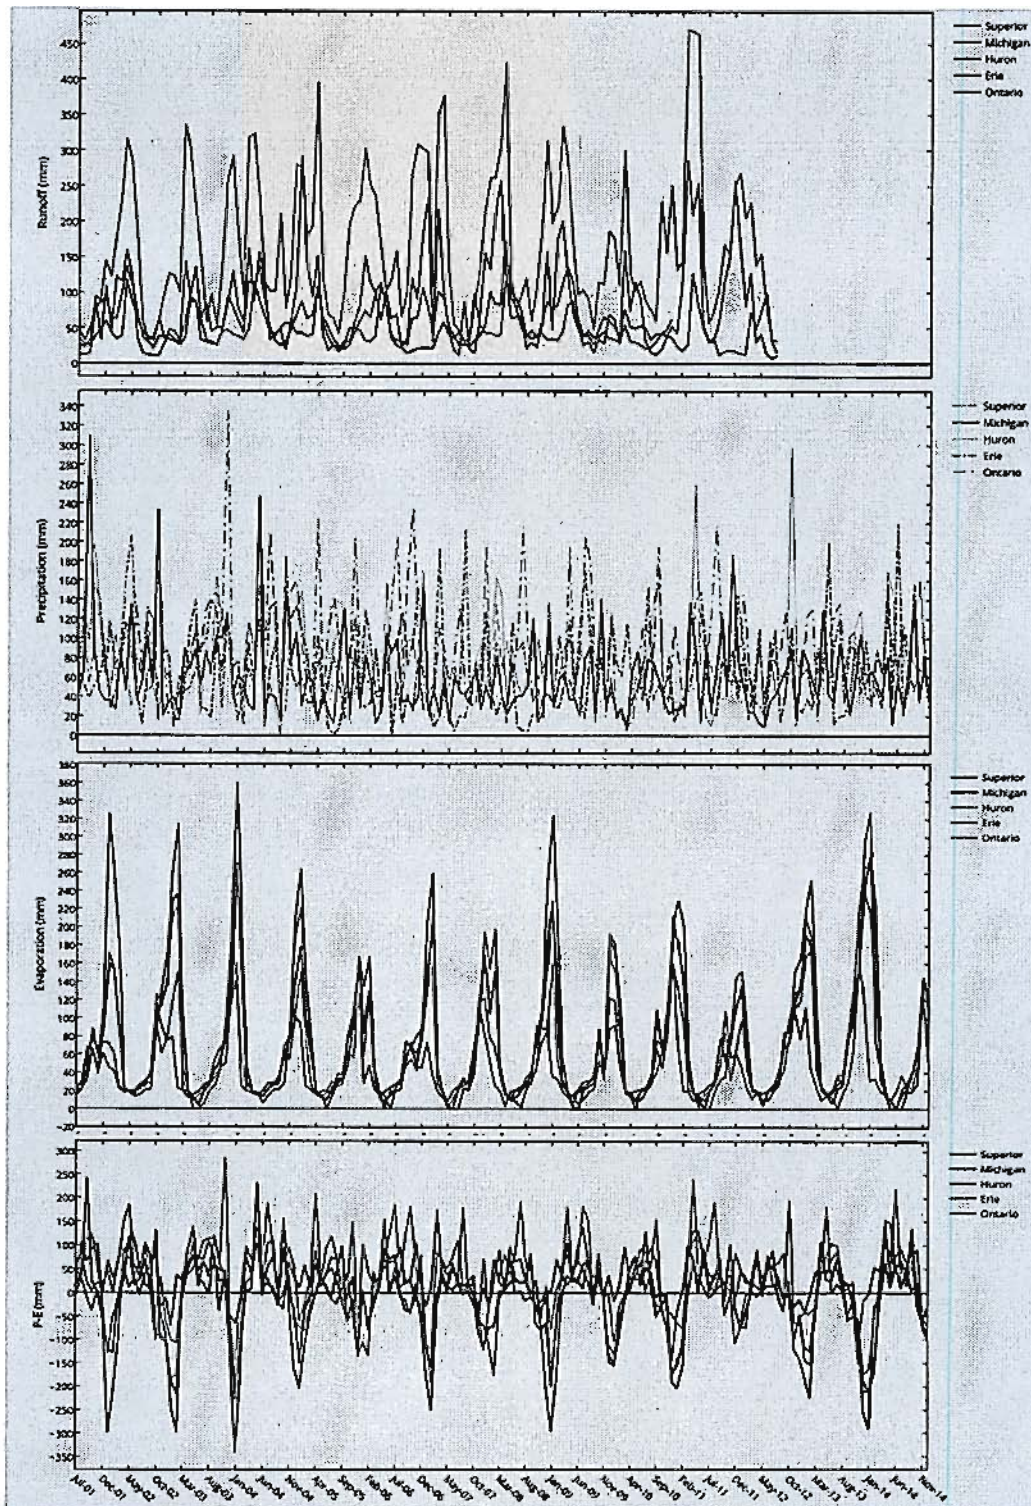 450
400
350
300
250
200
150
100
50
0
Runoff (mm)
Superior
Michigan
Huron
Erie
Ontario
340
320
300
280
260
240
220
200
180
160
140
120
100
80
60
40
20
0
Precipitation (mm)
Superior
Michigan
Huron
Erie
Ontario
380
360
340
320
300
280
260
240
220
200
180
160
140
120
100
80
60
40
20
0
-20
Evaporation (mm)
Superior
Michigan
Huron
Erie
Ontario
300
250
200
150
100
50
0
-50
-100
-150
-200
-250
-300
-350
P-E (mm)
Superior
Michigan
Huron
Erie
Ontario
Jul-01 Dec-01 May-02 Oct-02 Mar-03 Aug-03 Jan-04 Jun-04 Nov-04 Apr-05 Sep-05 Feb-06 Jul-06 Dec-06 May-07 Oct-07 Mar-08 Aug-08 Jan-09 Jun-09 Nov-09 Apr-10 Sep-10 Feb-11 Jul-11 Dec-11 May-12 Oct-12 Mar-13 Aug-13 Jan-14 Jun-14 Nov-14